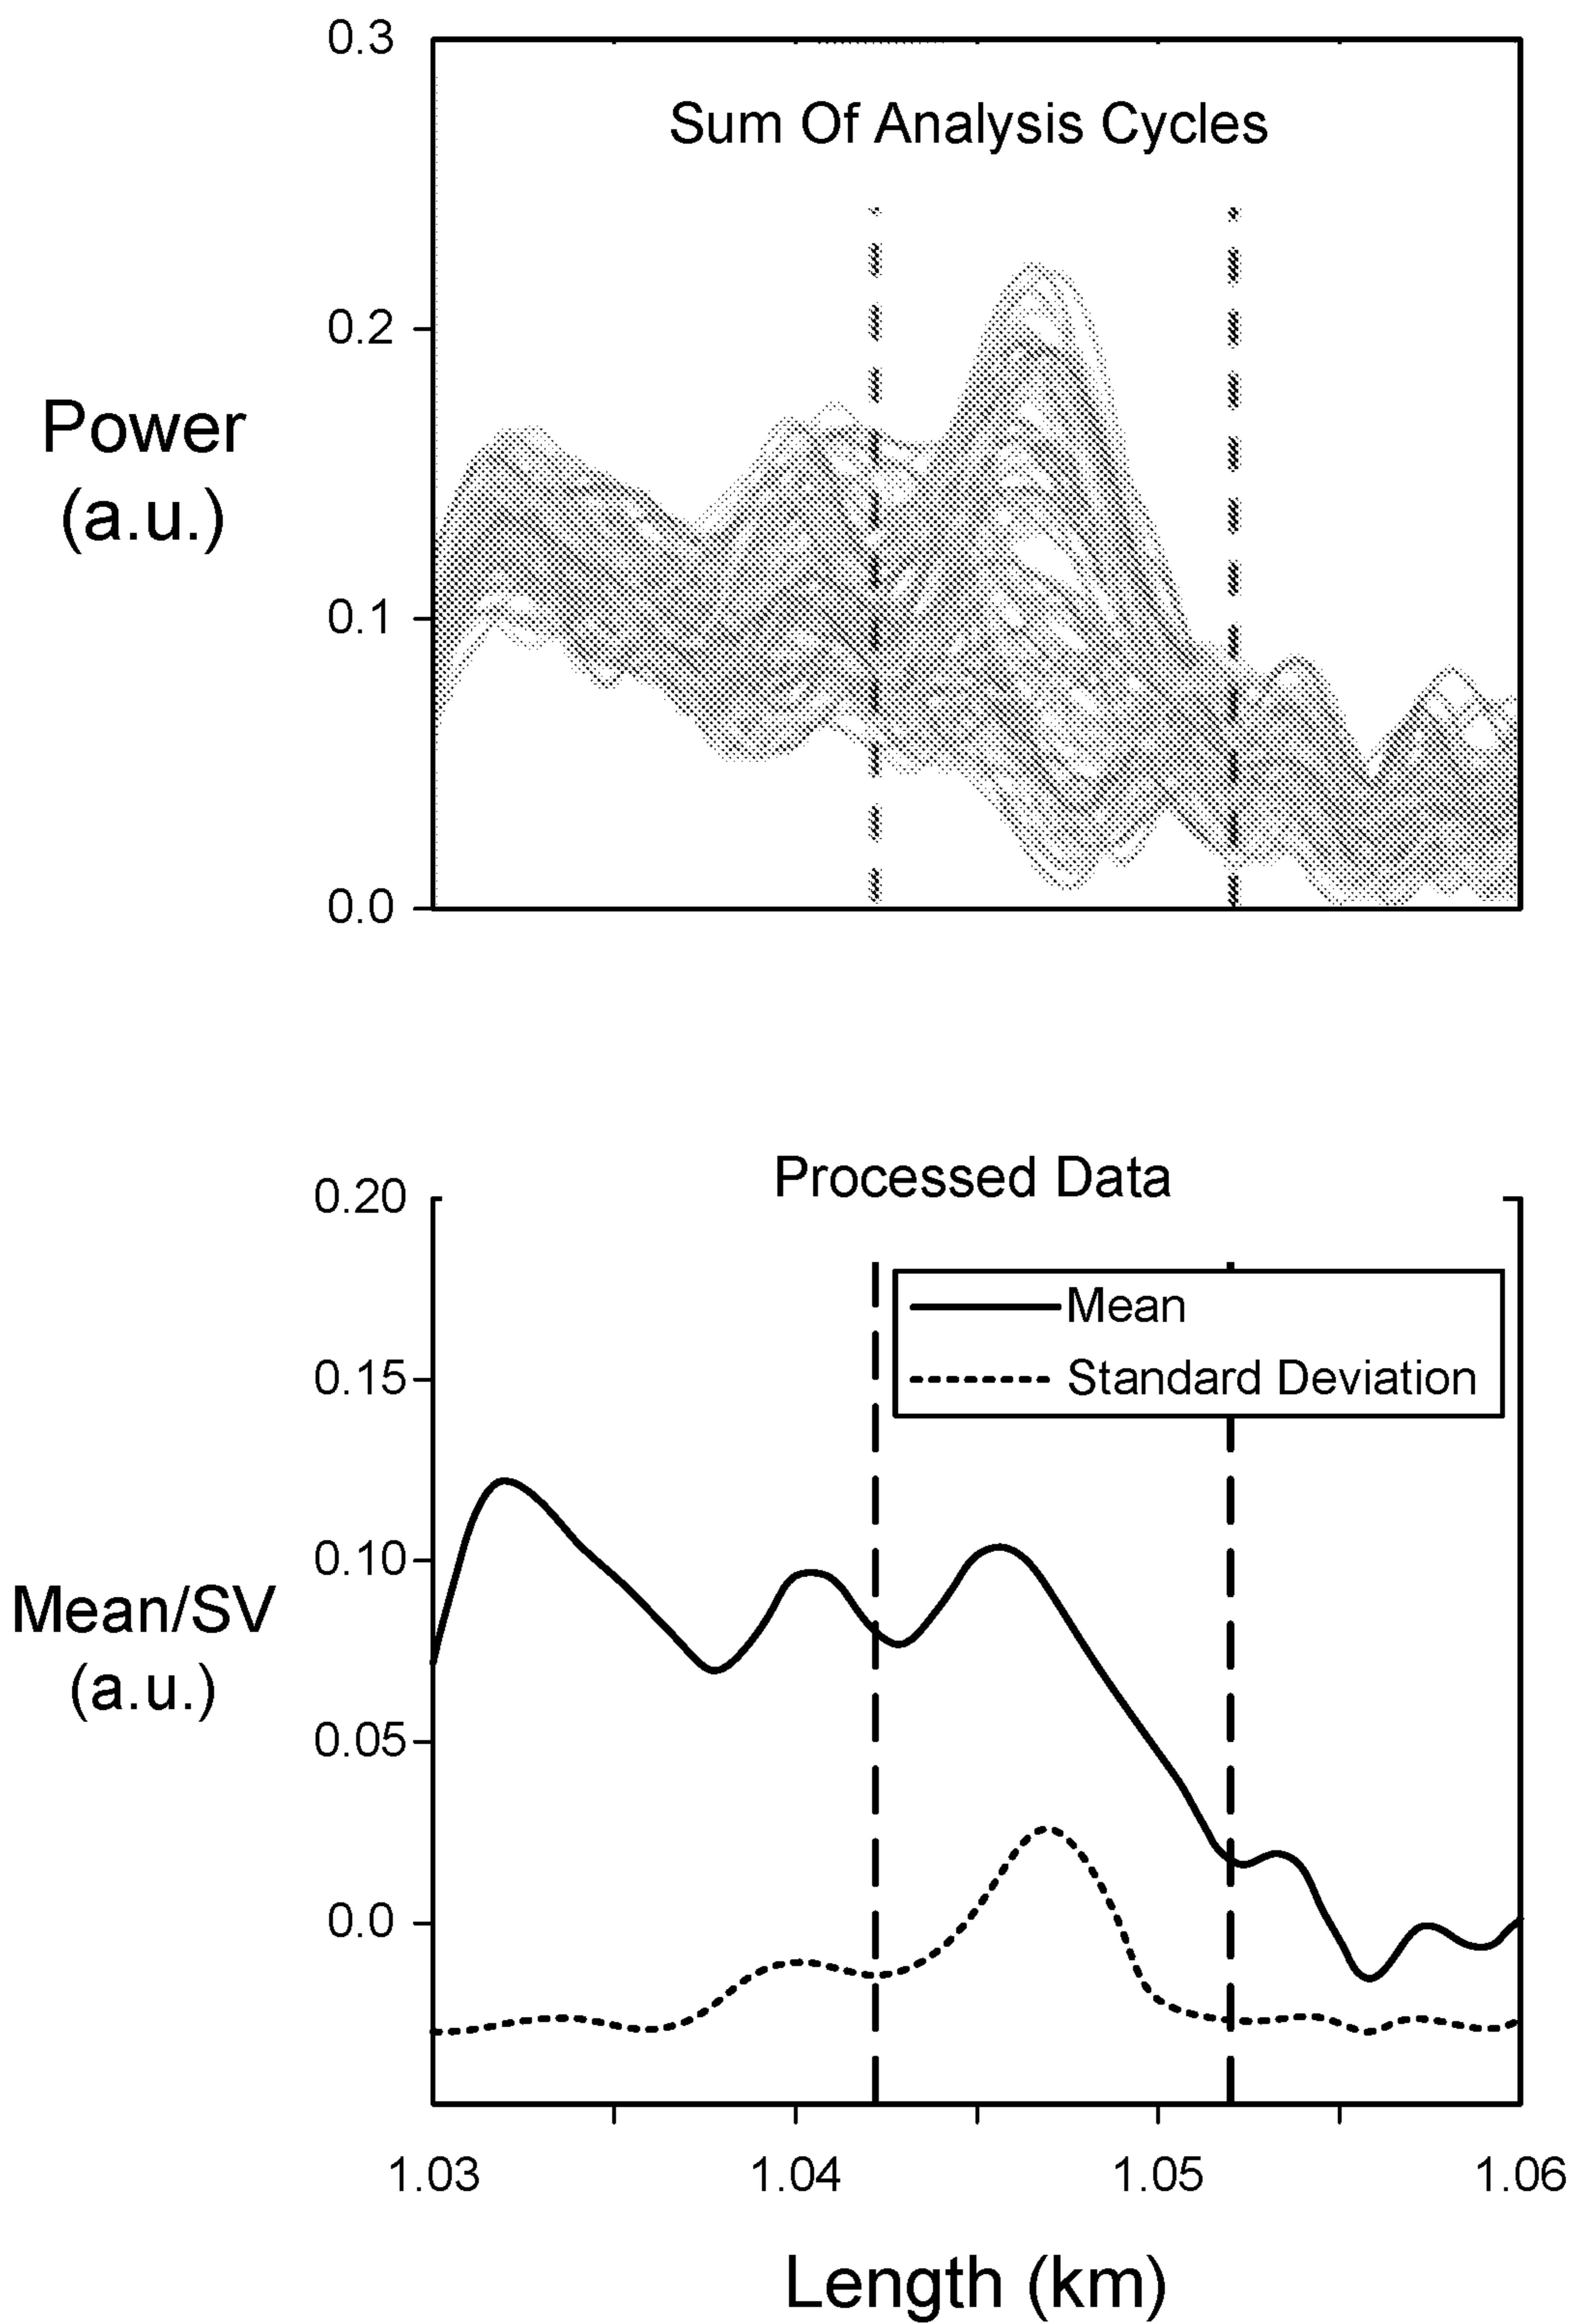 0.3
Sum Of Analysis Cycles
0.2
Power
(a.u.)
0.1
0.0
Processed Data
0.20
Mean
0.15
Standard Deviation
0.10
Mean/SV
(a.u.)
0.05
0.0
1.03 1.04 1.05 1.06
Length (km)